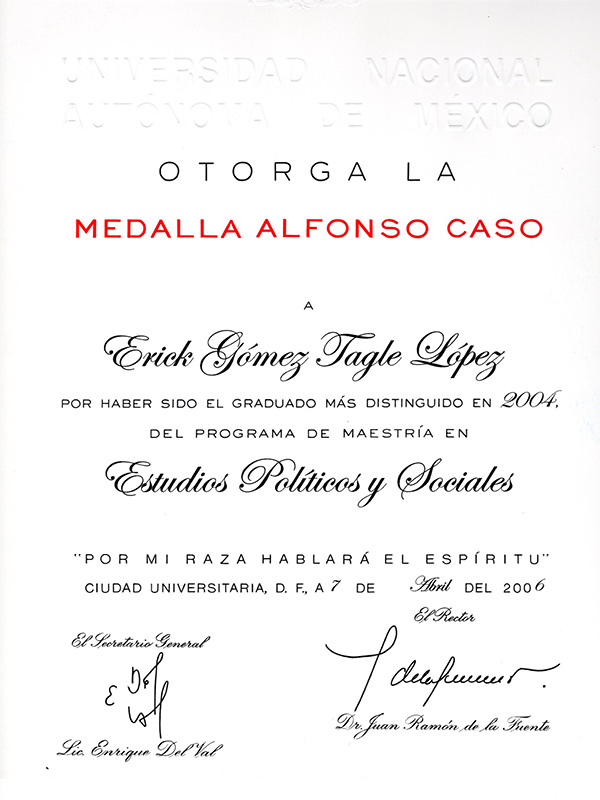 UNIVERSIDAD NACIONAL
AUTÓNOMA DE MÉXICO
OTORGA LA
MEDALLA ALFONSO CASO
A
Erick Gómez Tagle López
POR HABER SIDO EL GRADUADO MÁS DISTINGUIDO EN 2004,
DEL PROGRAMA DE MAESTRÍA EN
Estudios Políticos y Sociales
"POR MI RAZA HABLARÁ EL ESPÍRITU"
CIUDAD UNIVERSITARIA, D. F., A 7 DE Abril DEL 2006
El Rector
El Secretario General
Dr. Juan Ramón de la Fuente
Lic. Enrique Del Val